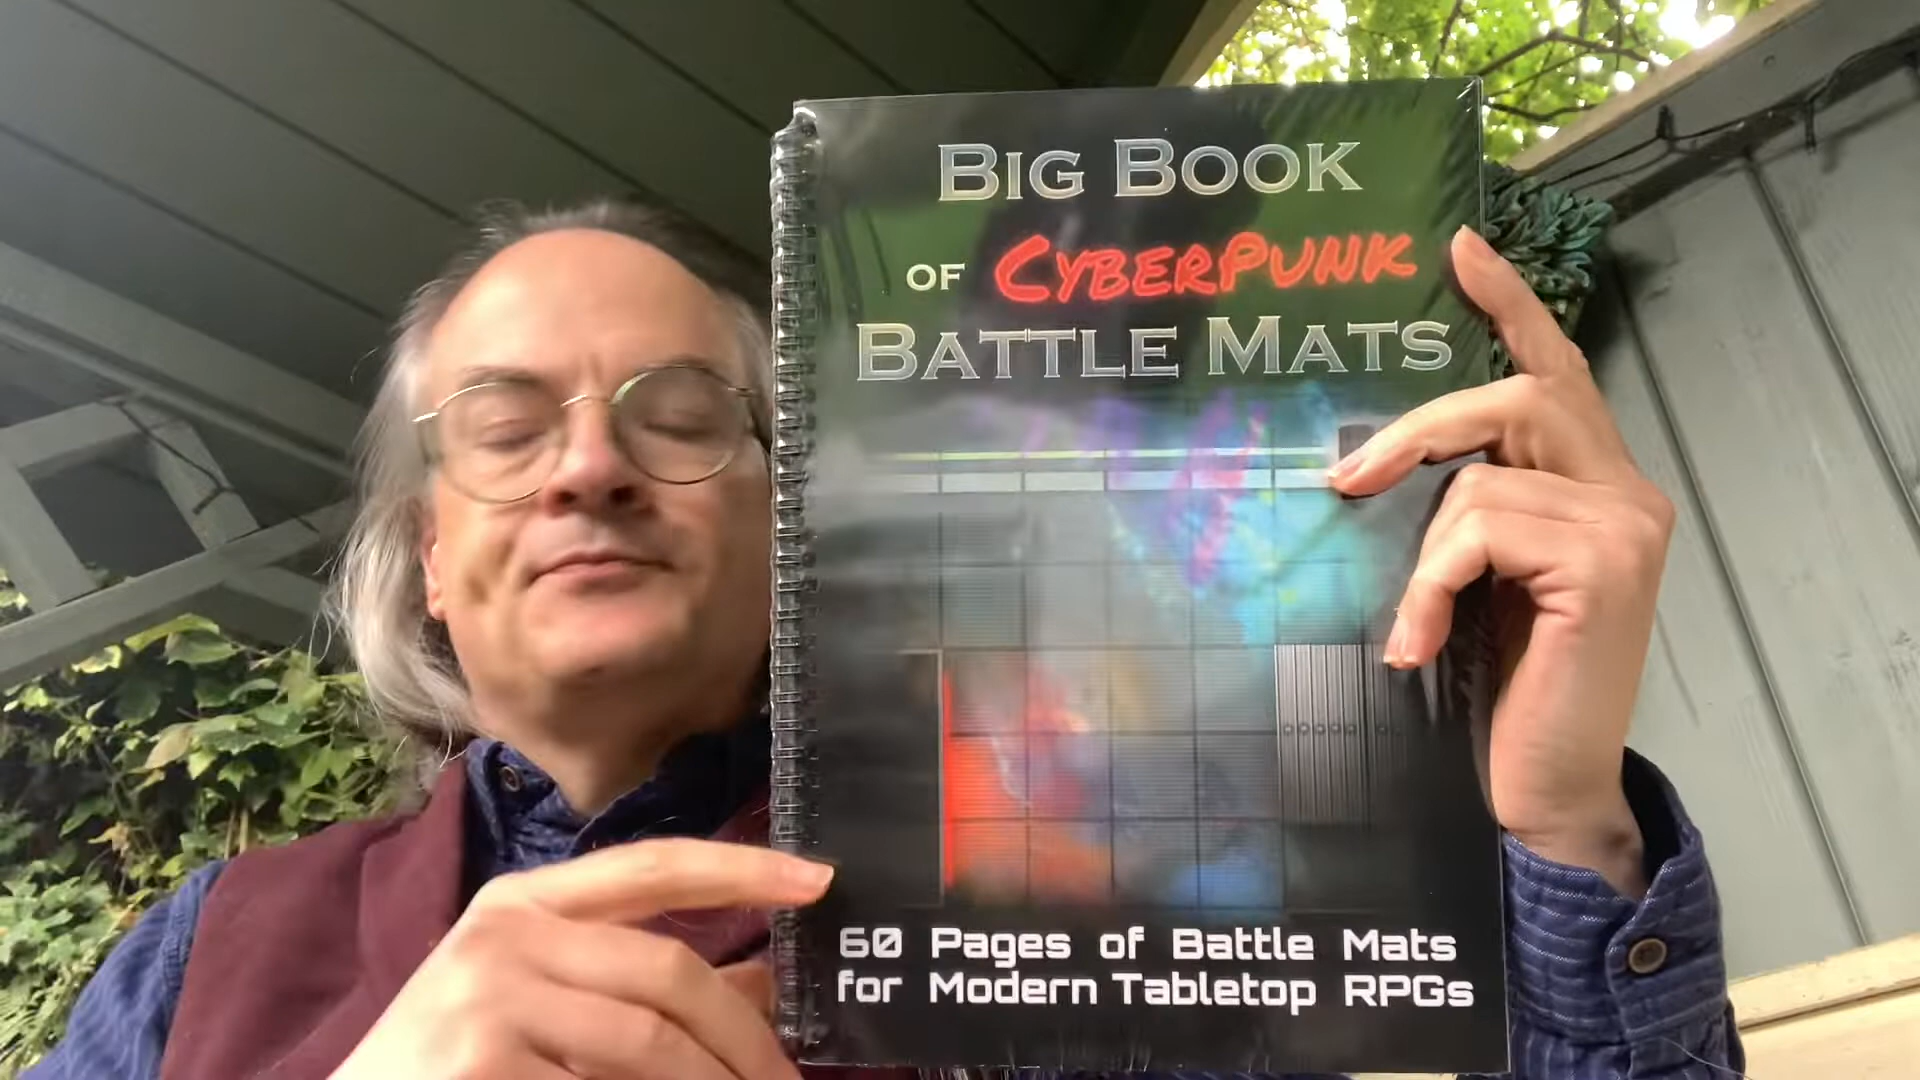 BIG BOOK
OF CYBERPUNK
BATTLE MATS
60 Pages of Battle Mats
for Modern Tabletop RPGs